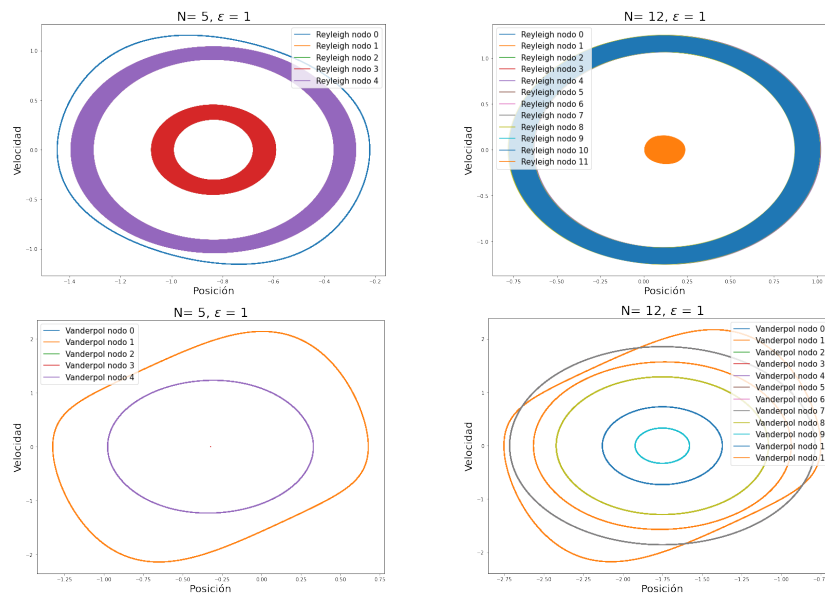 N= 5, ε = 1
Reyleigh nodo 0
Reyleigh nodo 1
Reyleigh nodo 2
Reyleigh nodo 3
Reyleigh nodo 4
Velocidad
1.0
0.5
0.0
−0.5
−1.0
−1.4
−1.2
−1.0
−0.8
−0.6
−0.4
−0.2
Posición
N= 12, ε = 1
Reyleigh nodo 0
Reyleigh nodo 1
Reyleigh nodo 2
Reyleigh nodo 3
Reyleigh nodo 4
Reyleigh nodo 5
Reyleigh nodo 6
Reyleigh nodo 7
Reyleigh nodo 8
Reyleigh nodo 9
Reyleigh nodo 10
Reyleigh nodo 11
Velocidad
1.0
0.5
0.0
−0.5
−1.0
−0.75
−0.50
−0.25
0.00
0.25
0.50
0.75
1.00
Posición
N= 5, ε = 1
Vanderpol nodo 0
Vanderpol nodo 1
Vanderpol nodo 2
Vanderpol nodo 3
Vanderpol nodo 4
Velocidad
2
1
0
−1
−2
−1.25
−1.00
−0.75
−0.50
−0.25
0.00
0.25
0.50
0.75
Posición
N= 12, ε = 1
Vanderpol nodo 0
Vanderpol nodo 1
Vanderpol nodo 2
Vanderpol nodo 3
Vanderpol nodo 4
Vanderpol nodo 5
Vanderpol nodo 6
Vanderpol nodo 7
Vanderpol nodo 8
Vanderpol nodo 9
Vanderpol nodo 1
Vanderpol nodo 1
Velocidad
2
1
0
−1
−2
−2.75
−2.50
−2.25
−2.00
−1.75
−1.50
−1.25
−1.00
Posición